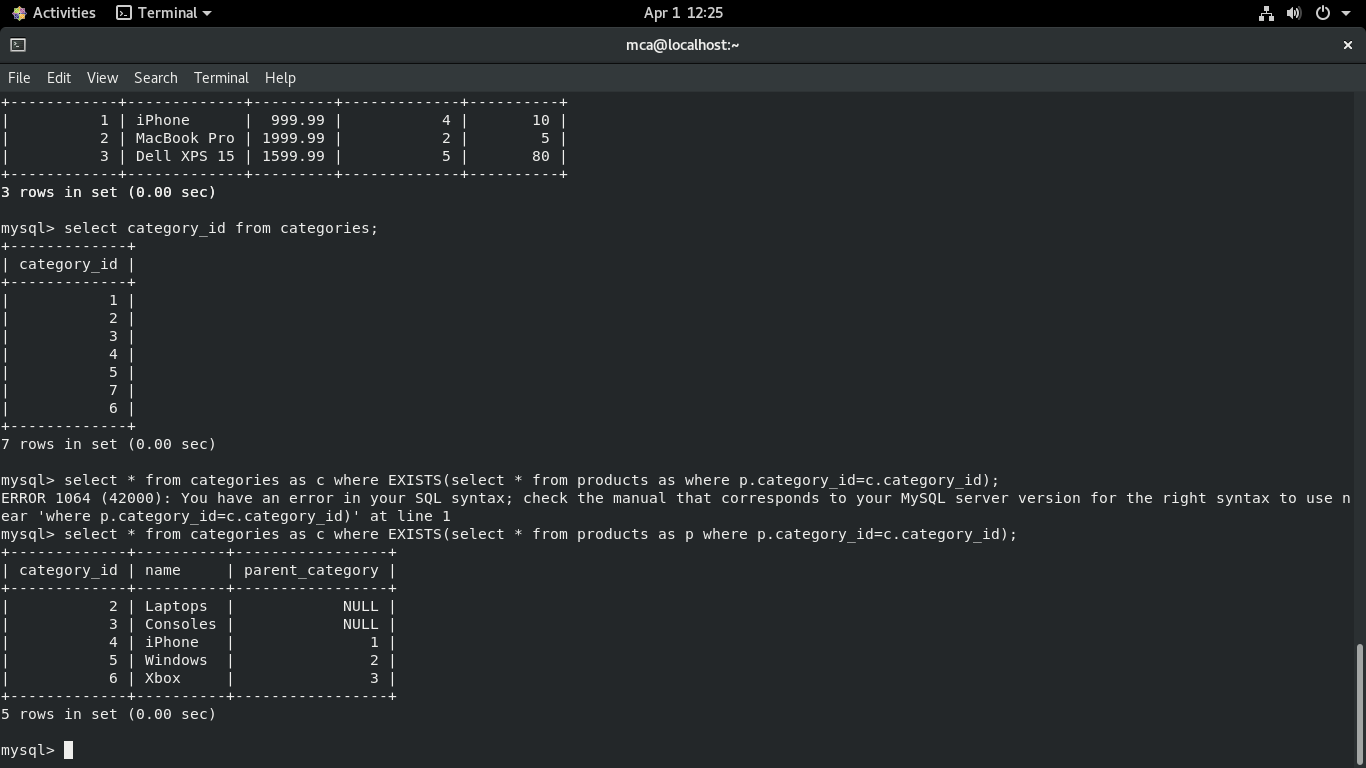 Activities Terminal Apr 1 12:25
mca@localhost:~ ×
File Edit View Search Terminal Help
+------------+-------------+---------+-------------+----------+
|          1 | iPhone      |  999.99 |           4 |       10 |
|          2 | MacBook Pro | 1999.99 |           2 |        5 |
|          3 | Dell XPS 15 | 1599.99 |           5 |       80 |
+------------+-------------+---------+-------------+----------+
3 rows in set (0.00 sec)
mysql> select category_id from categories;
+-------------+
| category_id |
+-------------+
|           1 |
|           2 |
|           3 |
|           4 |
|           5 |
|           7 |
|           6 |
+-------------+
7 rows in set (0.00 sec)
mysql> select * from categories as c where EXISTS(select * from products as where p.category_id=c.category_id);
ERROR 1064 (42000): You have an error in your SQL syntax; check the manual that corresponds to your MySQL server version for the right syntax to use n
ear 'where p.category_id=c.category_id)' at line 1
mysql> select * from categories as c where EXISTS(select * from products as p where p.category_id=c.category_id);
+-------------+----------+-----------------+
| category_id | name     | parent_category |
+-------------+----------+-----------------+
|           2 | Laptops  |            NULL |
|           3 | Consoles |            NULL |
|           4 | iPhone   |               1 |
|           5 | Windows  |               2 |
|           6 | Xbox     |               3 |
+-------------+----------+-----------------+
5 rows in set (0.00 sec)
mysql>